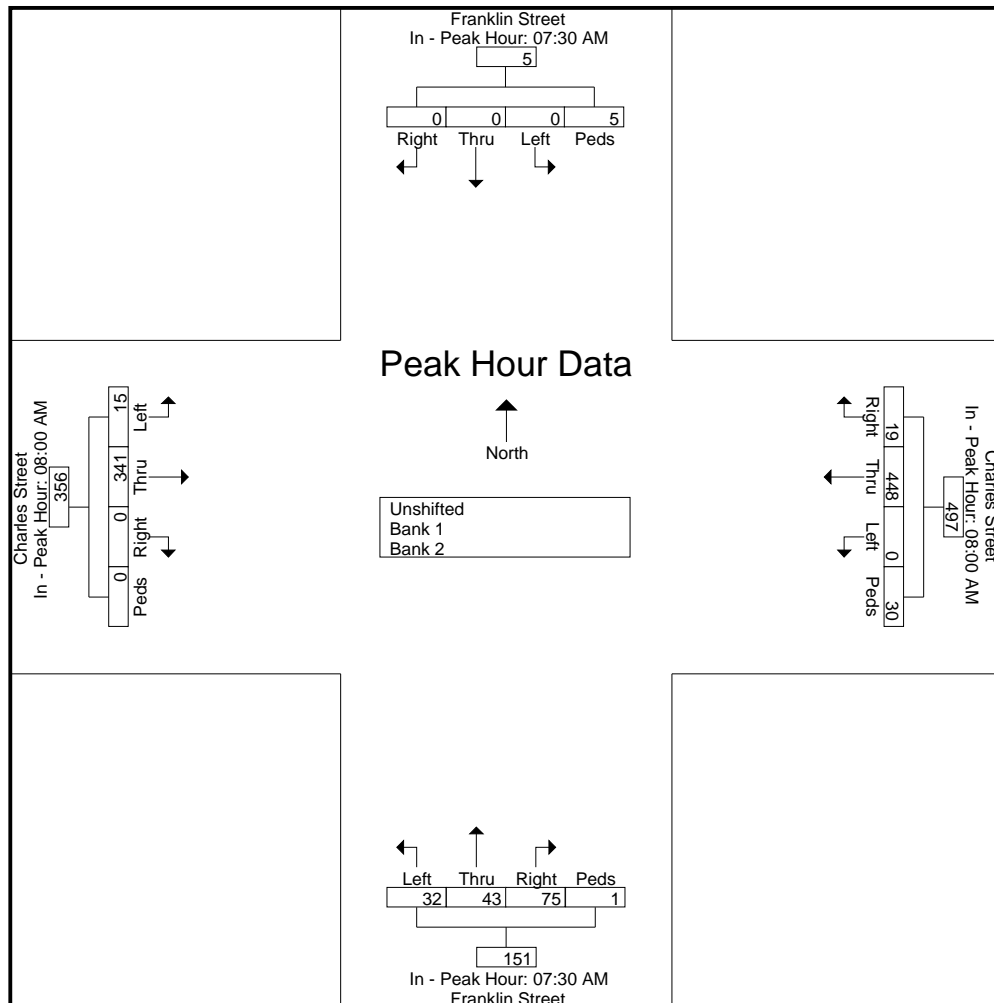 Franklin Street
In - Peak Hour: 07:30 AM
5
0 0 0 5
Right Thru Left Peds
Peak Hour Data
North
Unshifted
Bank 1
Bank 2
Charles Street
In - Peak Hour: 08:00 AM
356
15 341 0 0
Left Thru Right Peds
Charles Street
In - Peak Hour: 08:00 AM
497
19 448 0 30
Right Thru Left Peds
Left Thru Right Peds
32 43 75 1
151
In - Peak Hour: 07:30 AM
Franklin Street